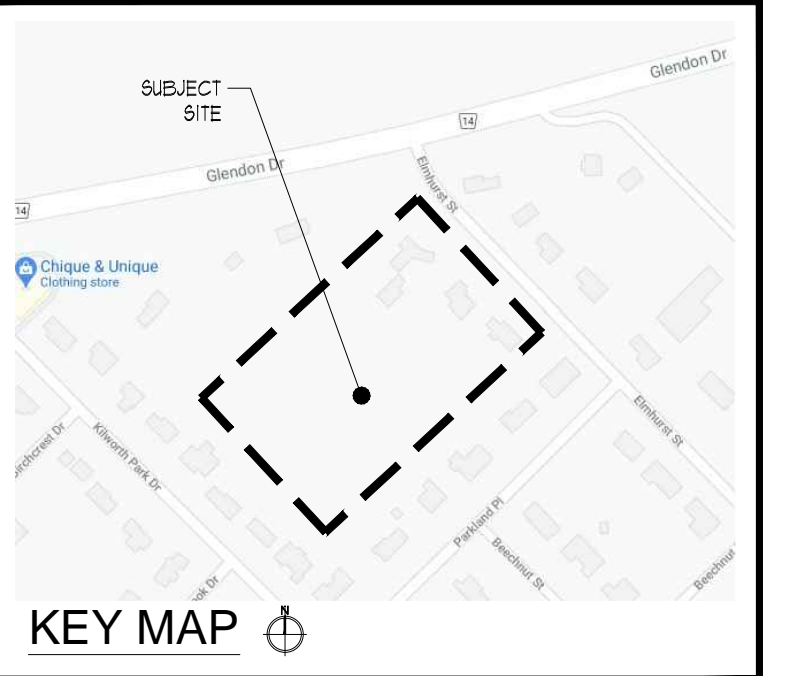 Glendon Dr
SUBJECT
SITE
14
Glendon Dr
Elmhurst St
14
Chique & Unique
Clothing store
Elmhurst St
Kilworth Park Dr
Parkland Pl
Beechnut St
Beechnut
Dr
KEY MAP
N